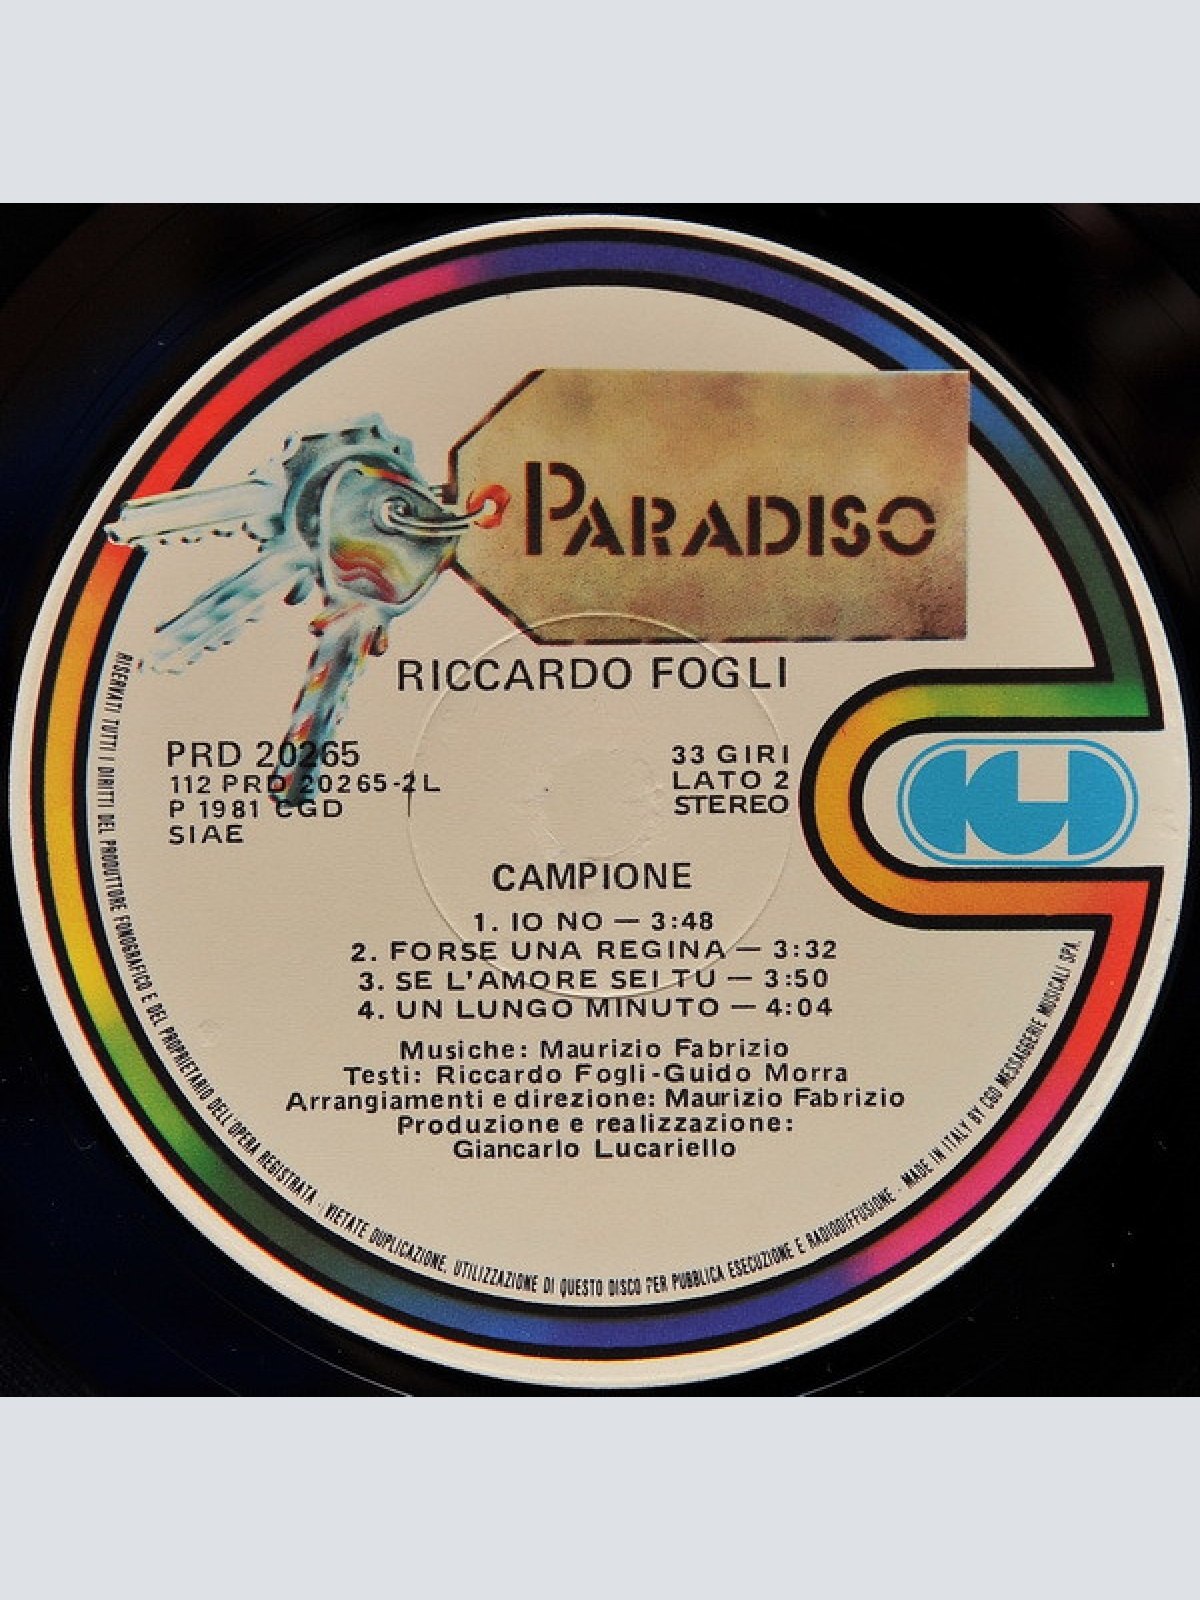 PARADISO
RICCARDO FOGLI
PRD 20265
112 PRD 20265-2L
P 1981 CGD
SIAE
33 GIRI
LATO 2
STEREO
CAMPIONE
1. IO NO — 3:48
2. FORSE UNA REGINA — 3:32
3. SE L'AMORE SEI TU — 3:50
4. UN LUNGO MINUTO — 4:04
Musiche: Maurizio Fabrizio
Testi: Riccardo Fogli-Guido Morra
Arrangiamenti e direzione: Maurizio Fabrizio
Produzione e realizzazione:
Giancarlo Lucariello
RISERVATI TUTTI I DIRITTI DEL PRODUTTORE FONOGRAFICO E DEL PROPRIETARIO DELL'OPERA REGISTRATA - VIETATE DUPLICAZIONE, UTILIZZAZIONE DI QUESTO DISCO PER PUBBLICA ESECUZIONE E RADIODIFFUSIONE - MADE IN ITALY BY CGD MESSAGGERIE MUSICALI SPA.